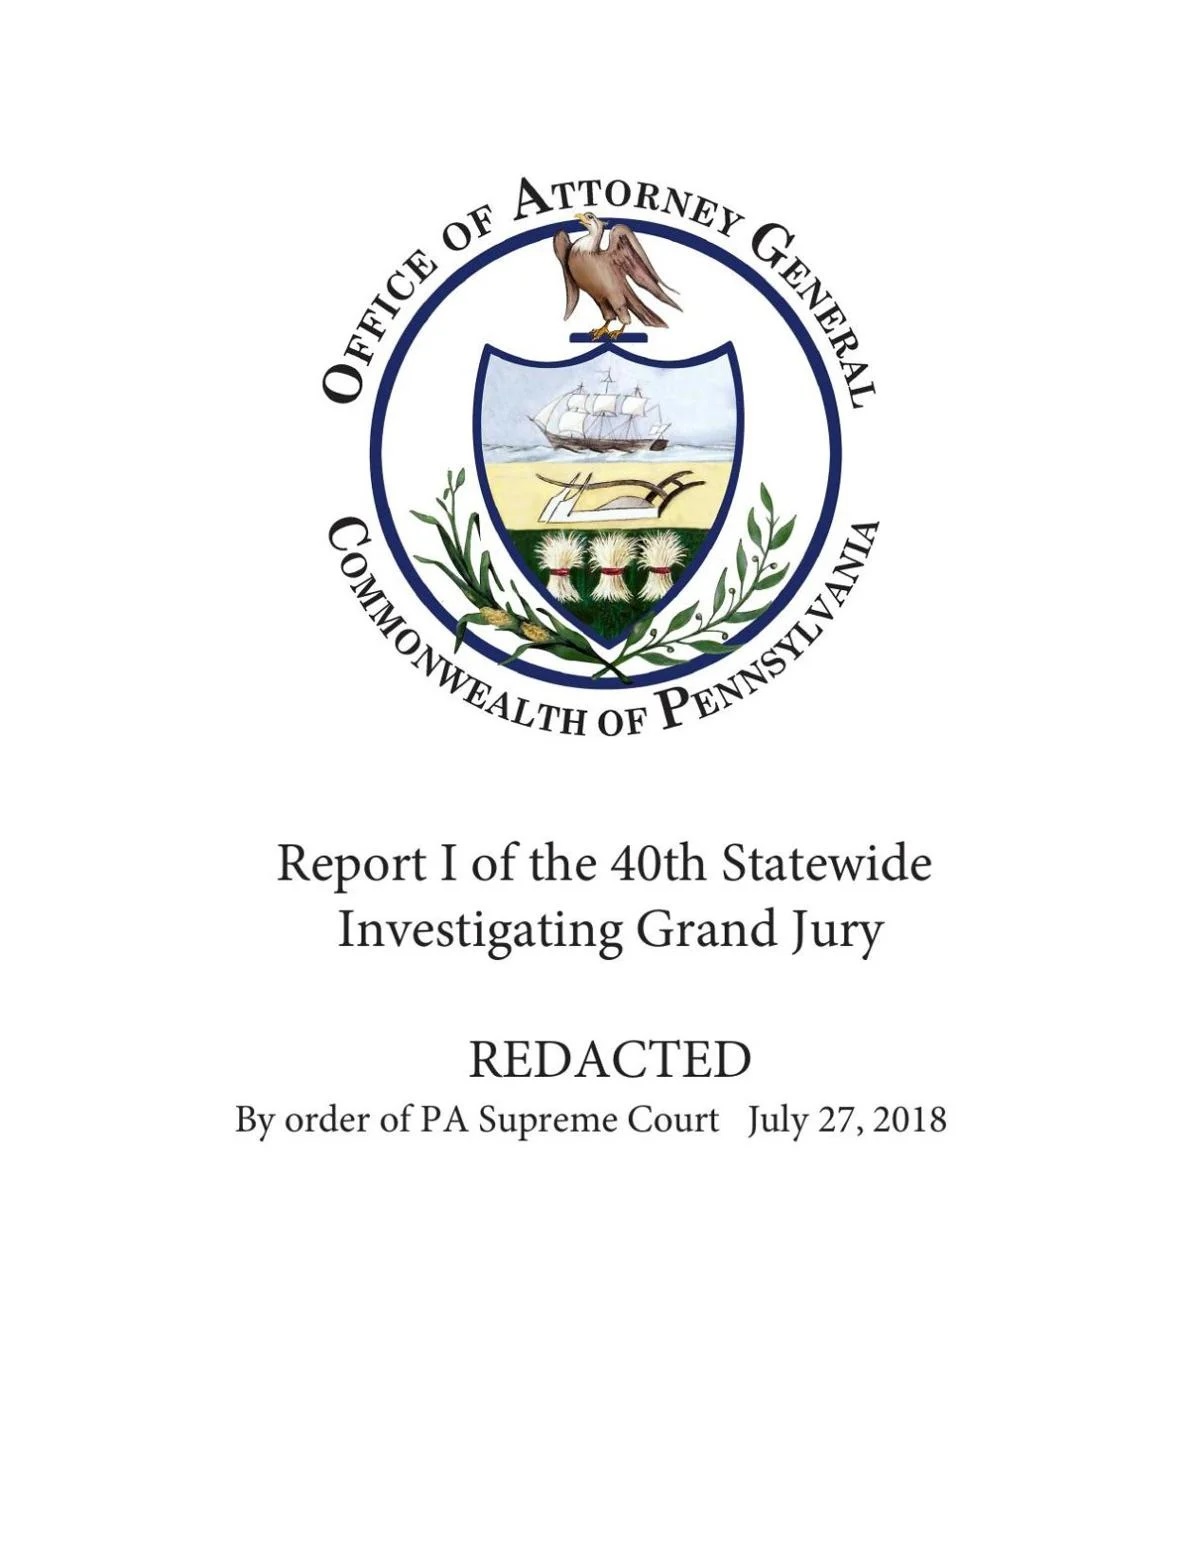 OFFICE OF ATTORNEY GENERAL
COMMONWEALTH OF PENNSYLVANIA
Report I of the 40th Statewide
Investigating Grand Jury
REDACTED
By order of PA Supreme Court July 27, 2018